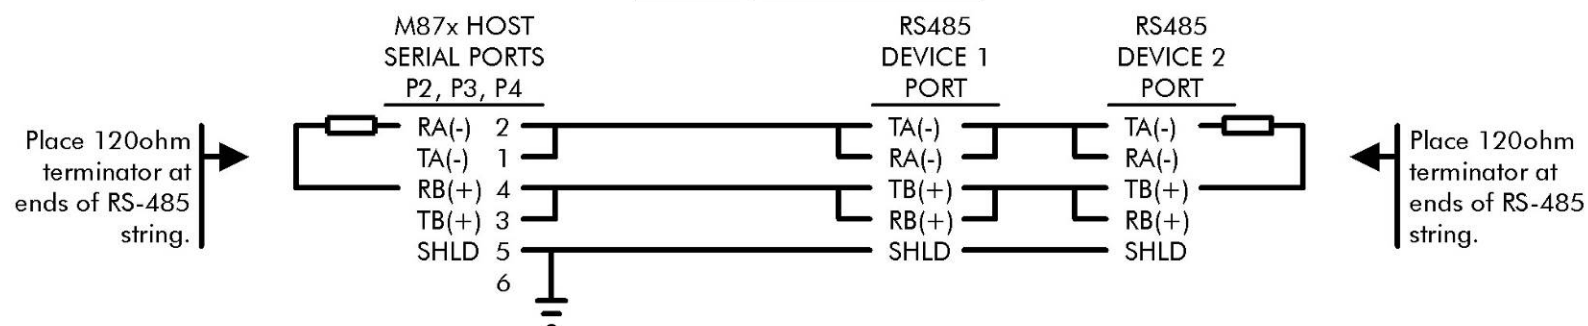 M87x HOST
SERIAL PORTS
P2, P3, P4
RS485
DEVICE 1
PORT
RS485
DEVICE 2
PORT
Place 120ohm
terminator at
ends of RS-485
string.
RA(-) 2
TA(-) 1
RB(+) 4
TB(+) 3
SHLD 5
6
TA(-)
RA(-)
TB(+)
RB(+)
SHLD
TA(-)
RA(-)
TB(+)
RB(+)
SHLD
Place 120ohm
terminator at
ends of RS-485
string.